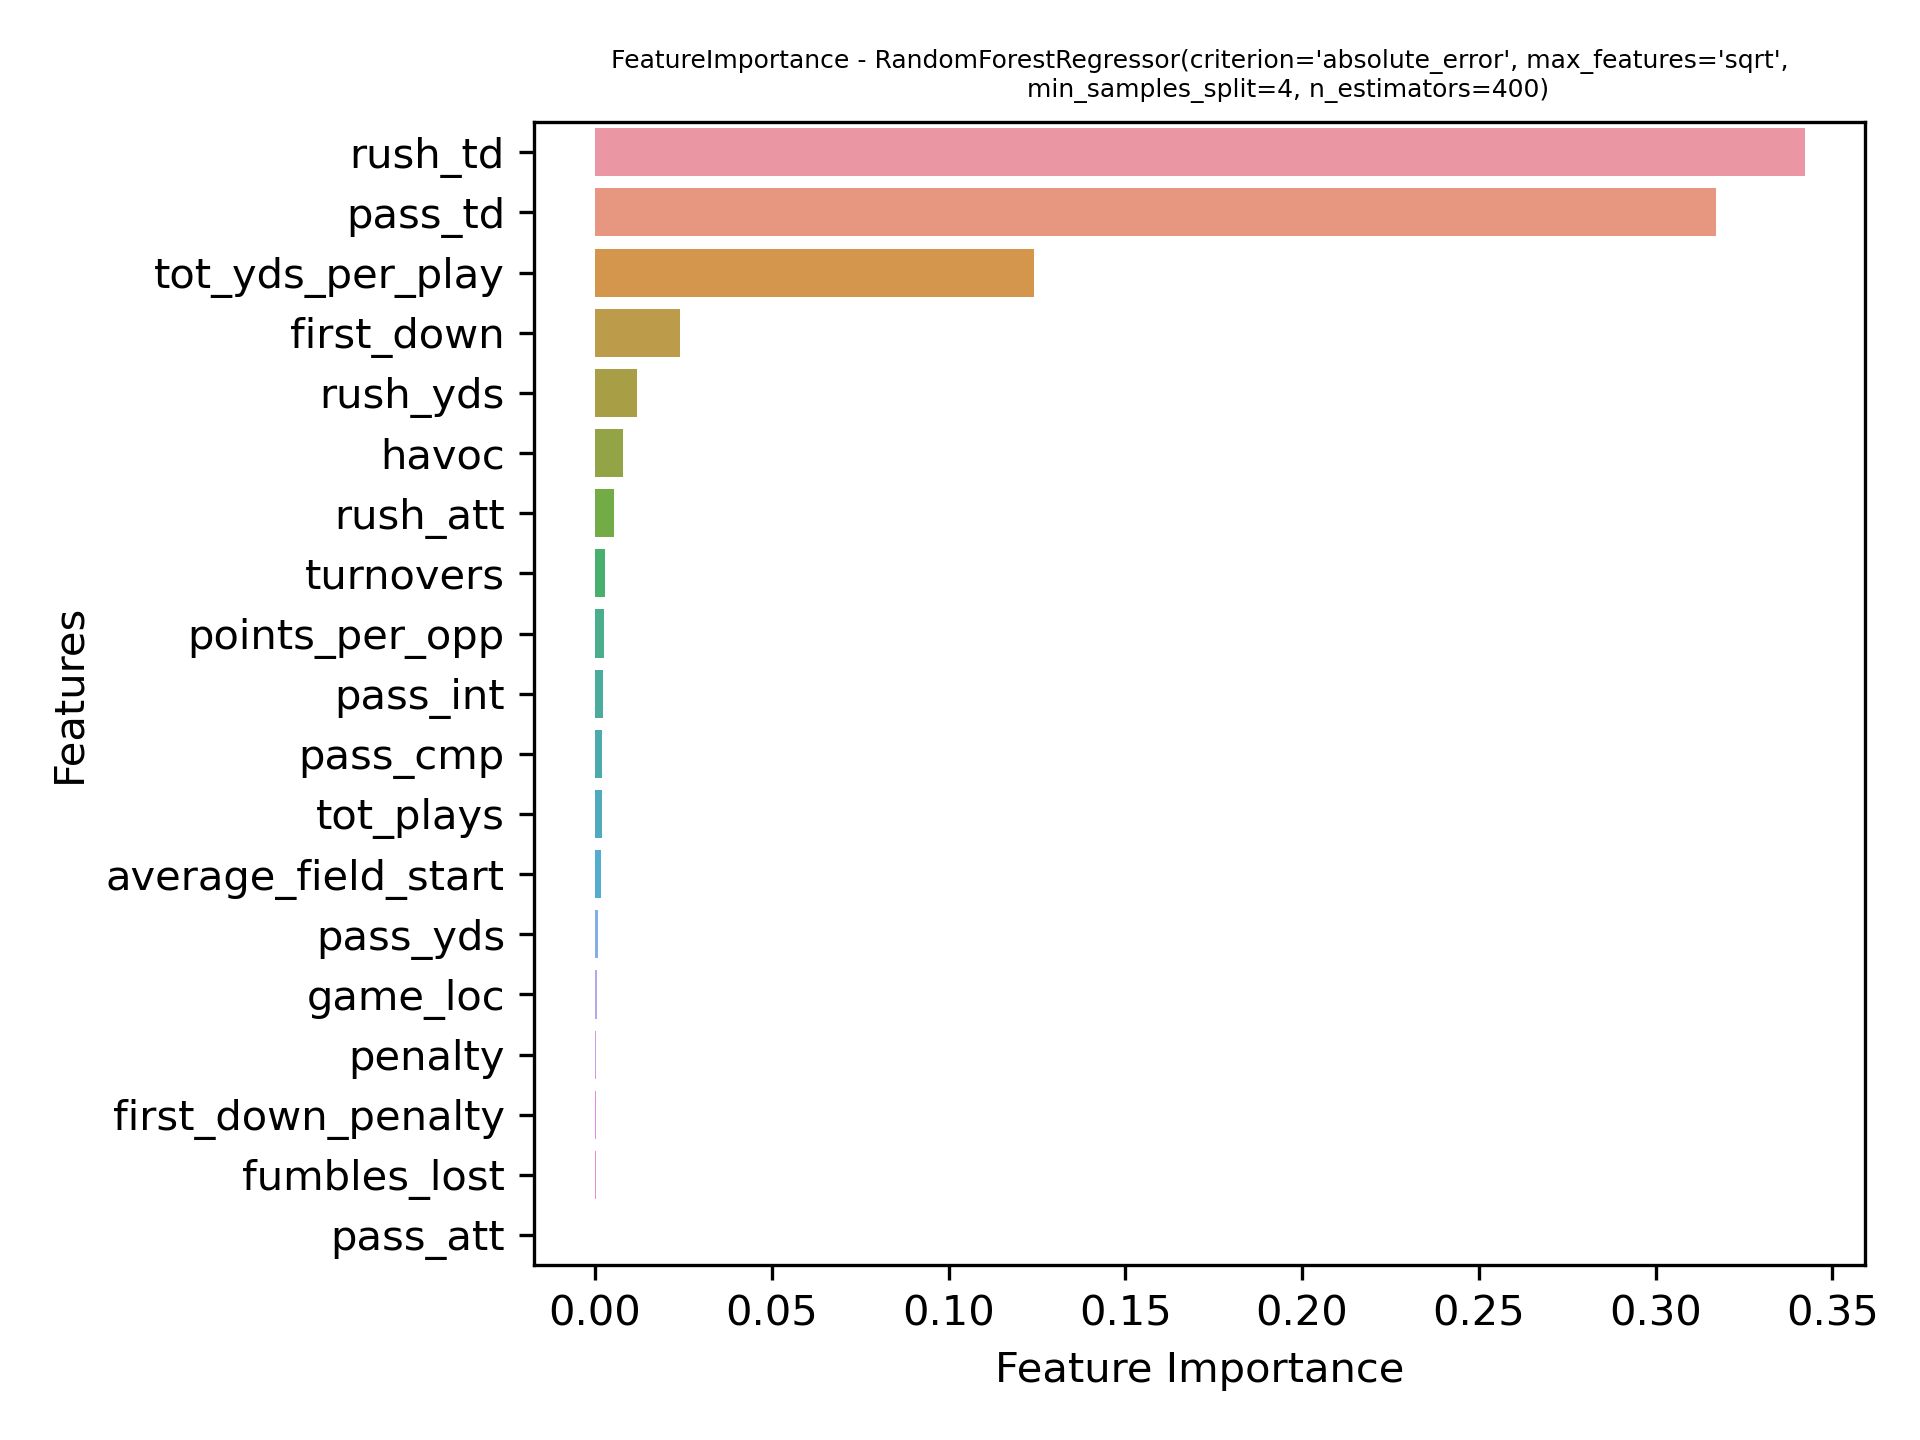 FeatureImportance - RandomForestRegressor(criterion='absolute_error', max_features='sqrt',
min_samples_split=4, n_estimators=400)
rush_td
pass_td
tot_yds_per_play
first_down
rush_yds
havoc
rush_att
turnovers
points_per_opp
pass_int
pass_cmp
tot_plays
average_field_start
pass_yds
game_loc
penalty
first_down_penalty
fumbles_lost
pass_att
Features
0.00 0.05 0.10 0.15 0.20 0.25 0.30 0.35
Feature Importance